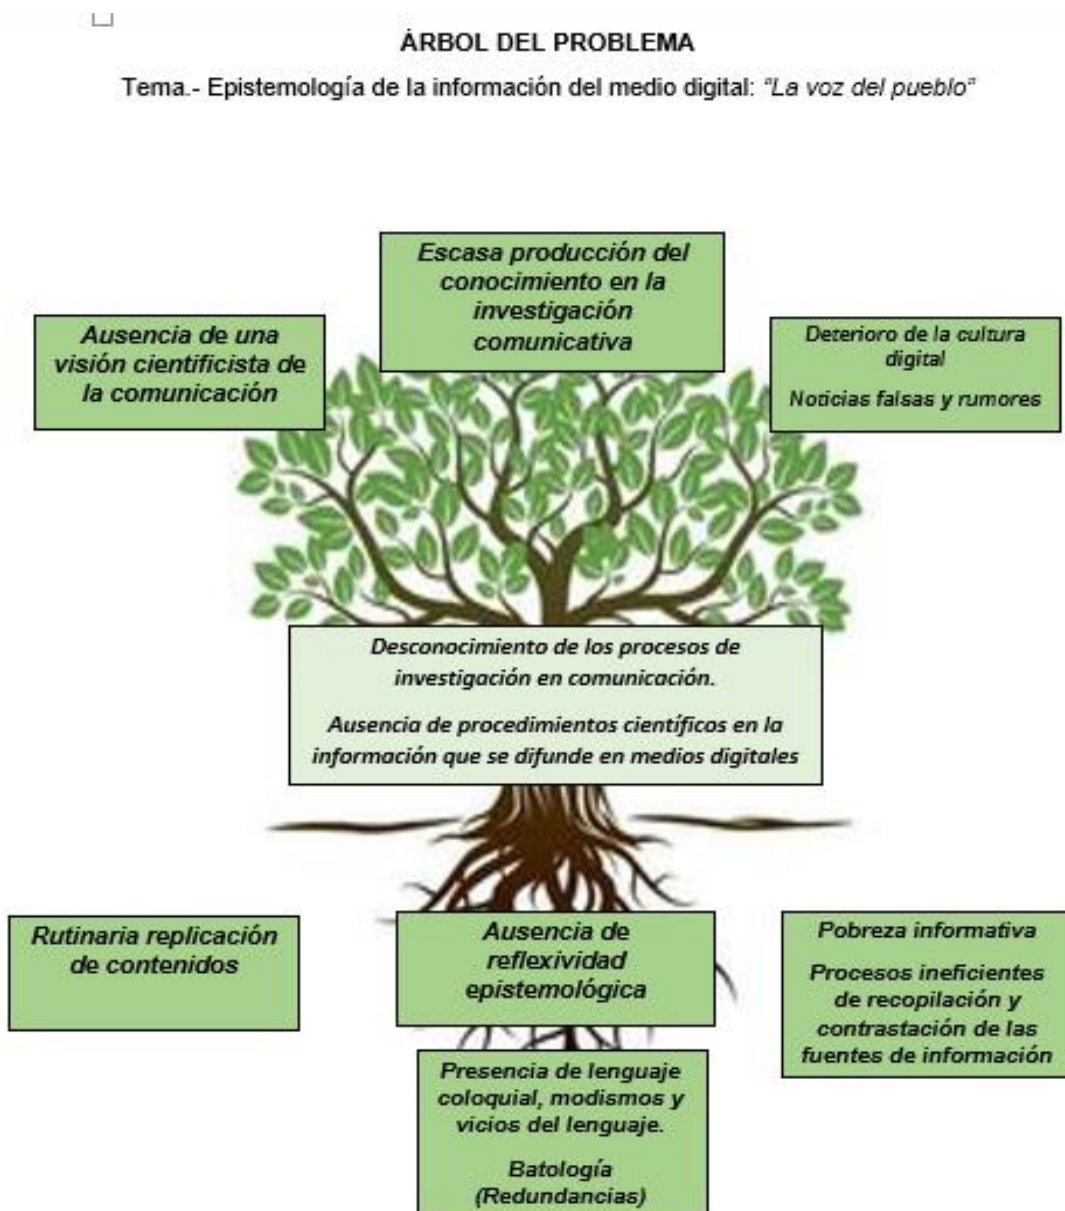 ÁRBOL DEL PROBLEMA
Tema.- Epistemología de la información del medio digital: "La voz del pueblo"
Escasa producción del
conocimiento en la
investigación
comunicativa
Ausencia de una
visión cientificista de
la comunicación
Deterioro de la cultura
digital
Noticias falsas y rumores
Desconocimiento de los procesos de
investigación en comunicación.
Ausencia de procedimientos científicos en la
información que se difunde en medios digitales
Rutinaria replicación
de contenidos
Ausencia de
reflexividad
epistemológica
Pobreza informativa
Procesos ineficientes
de recopilación y
contrastación de las
fuentes de información
Presencia de lenguaje
coloquial, modismos y
vicios del lenguaje.
Batología
(Redundancias)